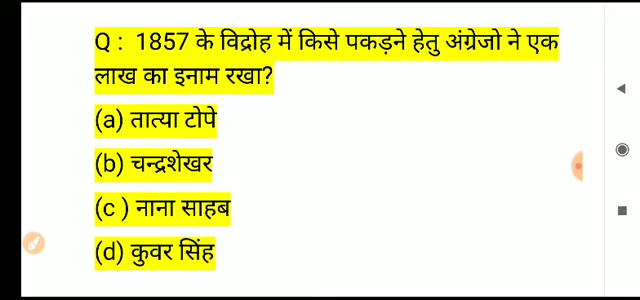 Q : 1857 के विद्रोह में किसे पकड़ने हेतु अंग्रेजो ने एक
लाख का इनाम रखा?
(a) तात्या टोपे
(b) चन्द्रशेखर
(c ) नाना साहब
(d) कुवर सिंह